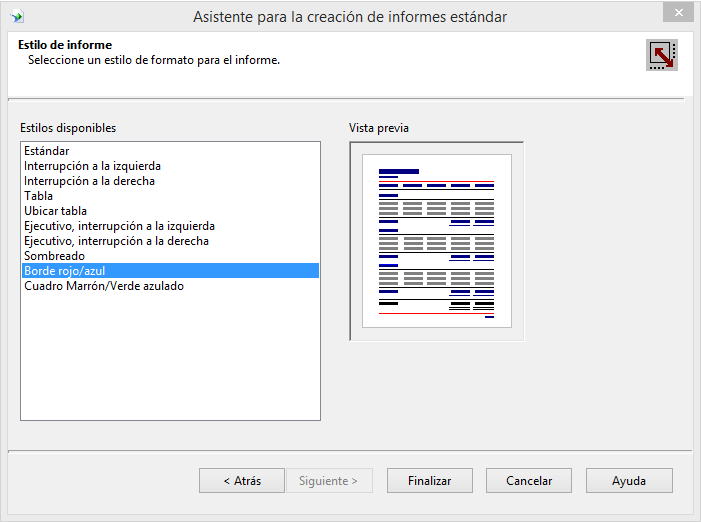 Asistente para la creación de informes estándar
Estilo de informe
Seleccione un estilo de formato para el informe.
Estilos disponibles
Vista previa
Estándar
Interrupción a la izquierda
Interrupción a la derecha
Tabla
Ubicar tabla
Ejecutivo, interrupción a la izquierda
Ejecutivo, interrupción a la derecha
Sombreado
Borde rojo/azul
Cuadro Marrón/Verde azulado
< Atrás
Siguiente >
Finalizar
Cancelar
Ayuda